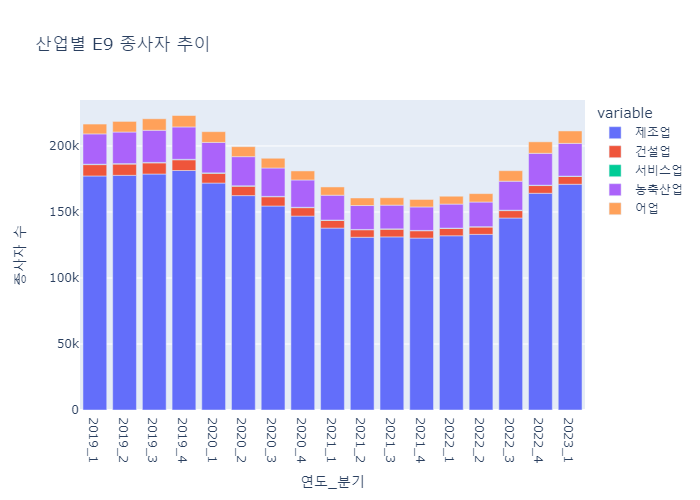 산업별 E9 종사자 추이
variable
제조업
건설업
서비스업
농축산업
어업
종사자 수
200k
150k
100k
50k
0
2019_1
2019_2
2019_3
2019_4
2020_1
2020_2
2020_3
2020_4
2021_1
2021_2
2021_3
2021_4
2022_1
2022_2
2022_3
2022_4
2023_1
연도_분기